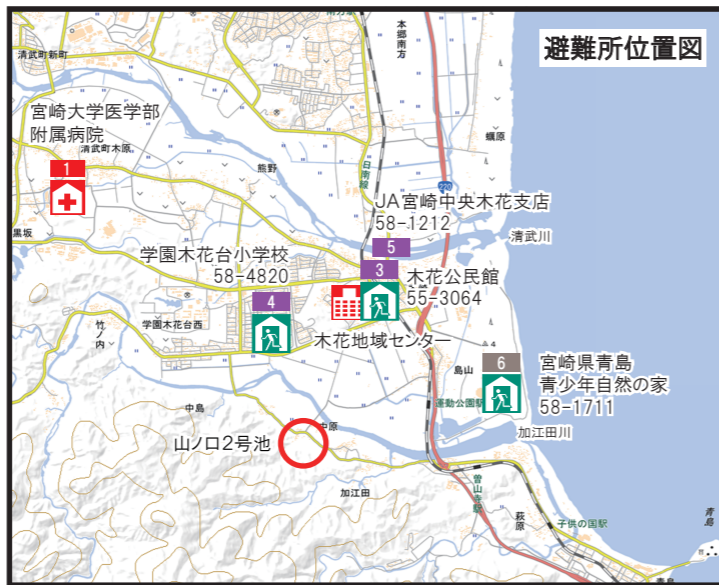 避難所位置図
本郷南方
清武町新町
宮崎大学医学部
附属病院
清武町木原
1
熊野
日南線
蠣原
220
JA宮崎中央木花支店
58-1212
清武川
黒坂
5
学園木花台小学校
58-4820
3
木花公民館
55-3064
4
竹ノ内
学園木花台西
木花地域センター
島山
6
宮崎県青島
青少年自然の家
58-1711
運動公園駅
中島
中原
山ノ口2号池
加江田川
加江田
曽山寺駅
萩原
子供の国駅
青島
青島